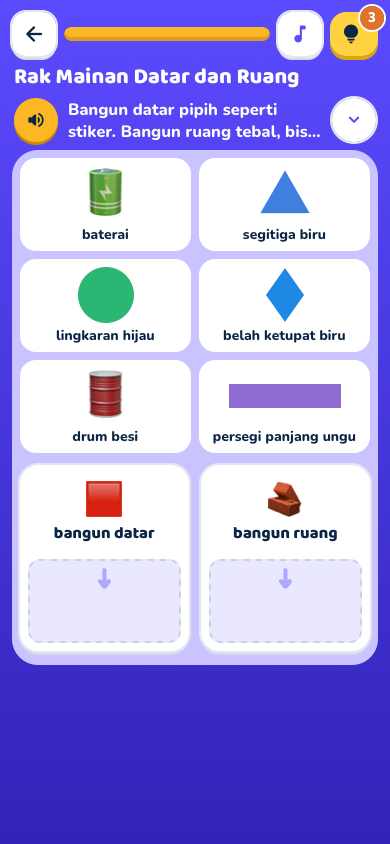 3
Rak Mainan Datar dan Ruang
Bangun datar pipih seperti
stiker. Bangun ruang tebal, bis...
baterai
segitiga biru
lingkaran hijau
belah ketupat biru
drum besi
persegi panjang ungu
bangun datar
bangun ruang